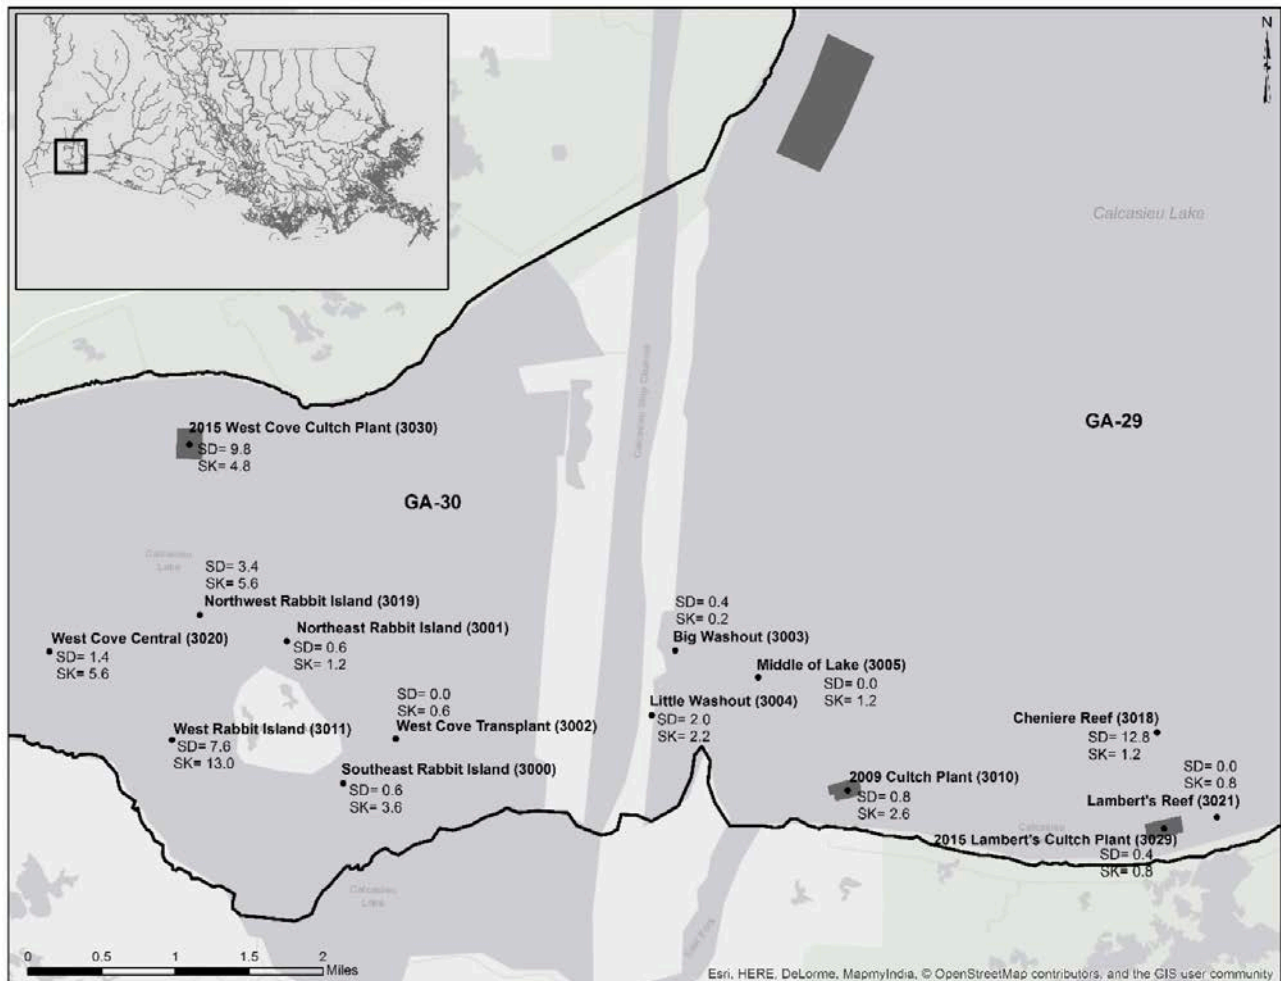 N
Calcasieu Lake
Calcasieu Ship Channel
GA-29
2015 West Cove Cultch Plant (3030)
SD= 9.8
SK= 4.8
GA-30
Calcasieu
Lake
SD= 3.4
SK= 5.6
Northwest Rabbit Island (3019)
Northeast Rabbit Island (3001)
SD= 0.6
SK= 1.2
West Cove Central (3020)
SD= 1.4
SK= 5.6
SD= 0.4
SK= 0.2
Big Washout (3003)
Middle of Lake (3005)
SD= 0.0
SK= 1.2
SD= 0.0
SK= 0.6
West Cove Transplant (3002)
Little Washout (3004)
SD= 2.0
SK= 2.2
Cheniere Reef (3018)
SD= 12.8
SK= 1.2
West Rabbit Island (3011)
SD= 7.6
SK= 13.0
Southeast Rabbit Island (3000)
SD= 0.6
SK= 3.6
2009 Cultch Plant (3010)
SD= 0.8
SK= 2.6
SD= 0.0
SK= 0.8
Lambert's Reef (3021)
Calcasieu
2015 Lambert's Cultch Plant (3029)
SD= 0.4
SK= 0.8
Calcasieu
Lake
0 0.5 1 1.5 2
Miles
Esri, HERE, DeLorme, MapmyIndia, © OpenStreetMap contributors, and the GIS user community